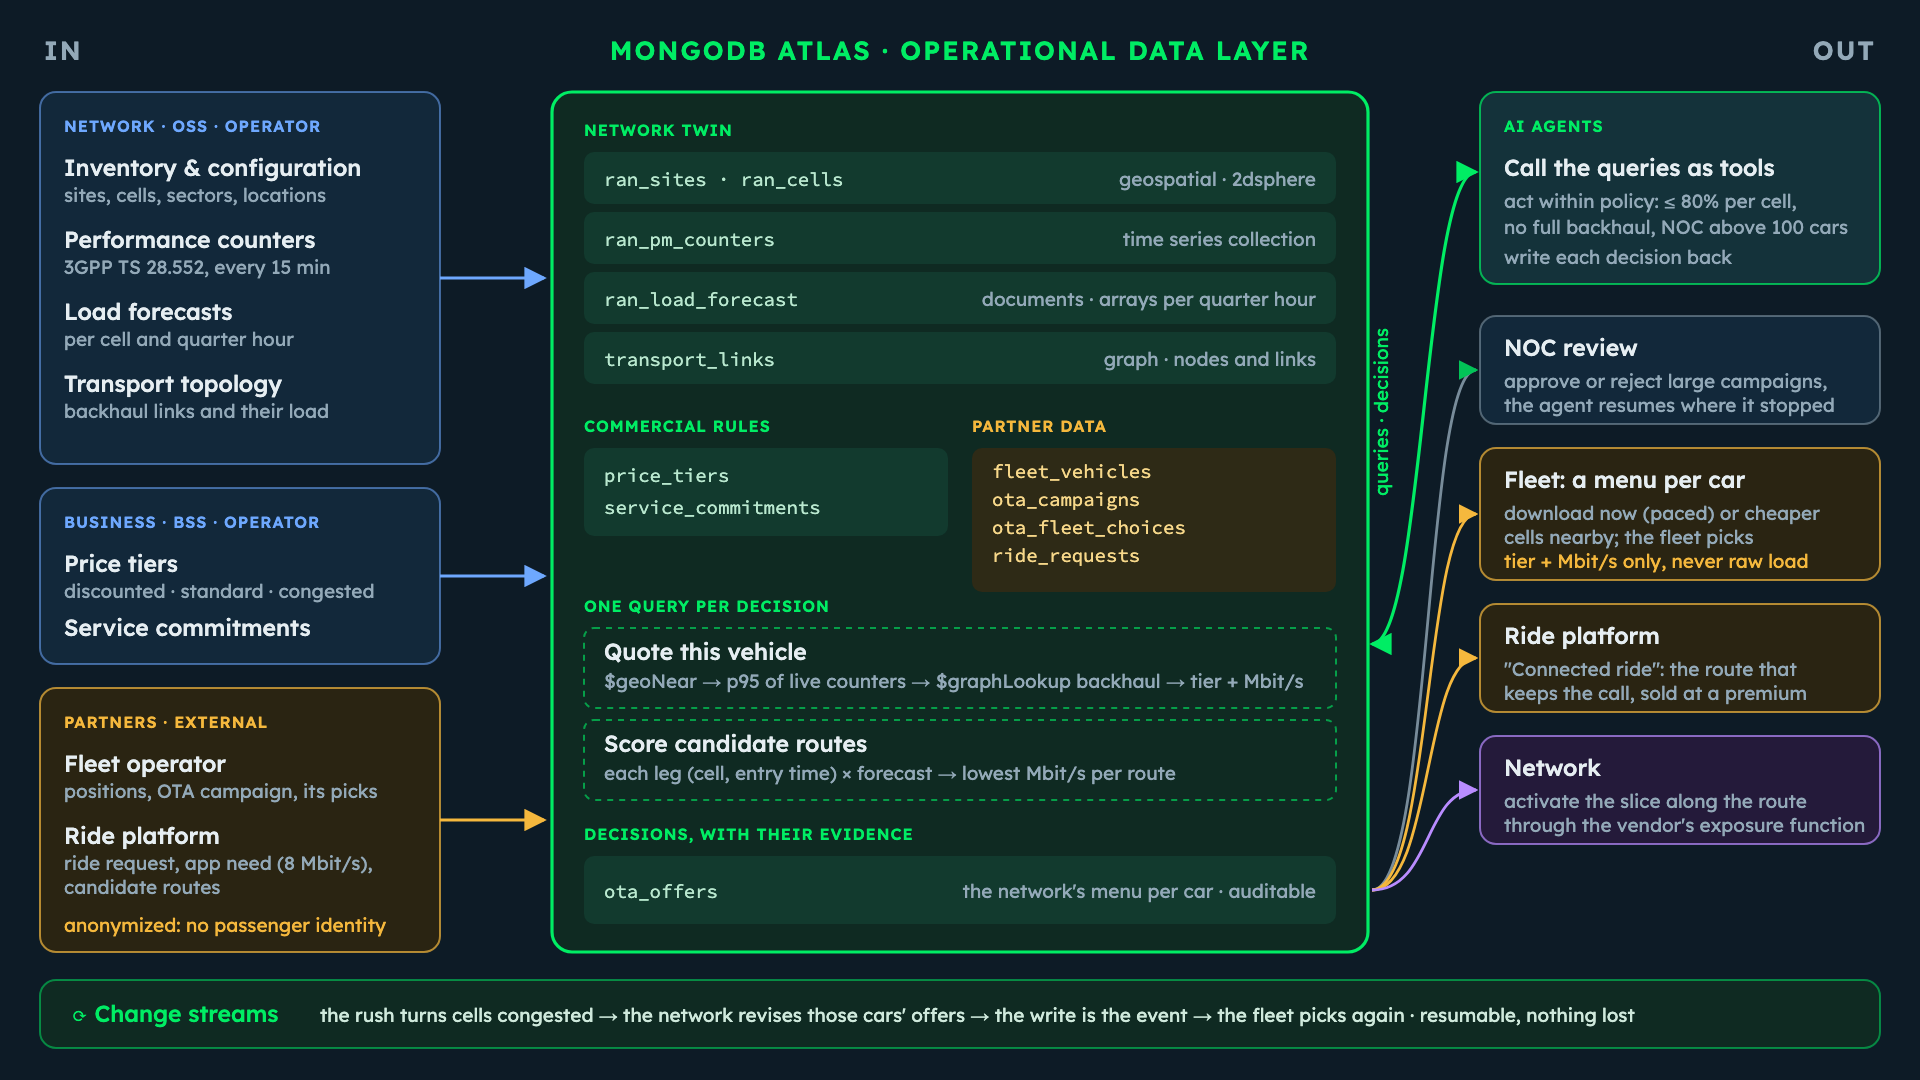 IN
MONGODB ATLAS · OPERATIONAL DATA LAYER
OUT
NETWORK · OSS · OPERATOR
Inventory & configuration
sites, cells, sectors, locations
Performance counters
3GPP TS 28.552, every 15 min
Load forecasts
per cell and quarter hour
Transport topology
backhaul links and their load
BUSINESS · BSS · OPERATOR
Price tiers
discounted · standard · congested
Service commitments
PARTNERS · EXTERNAL
Fleet operator
positions, OTA campaign, its picks
Ride platform
ride request, app need (8 Mbit/s),
candidate routes
anonymized: no passenger identity
NETWORK TWIN
ran_sites · ran_cells
geospatial · 2dsphere
ran_pm_counters
time series collection
ran_load_forecast
documents · arrays per quarter hour
transport_links
graph · nodes and links
COMMERCIAL RULES
price_tiers
service_commitments
PARTNER DATA
fleet_vehicles
ota_campaigns
ota_fleet_choices
ride_requests
ONE QUERY PER DECISION
Quote this vehicle
$geoNear → p95 of live counters → $graphLookup backhaul → tier + Mbit/s
Score candidate routes
each leg (cell, entry time) × forecast → lowest Mbit/s per route
DECISIONS, WITH THEIR EVIDENCE
ota_offers
the network's menu per car · auditable
queries · decisions
AI AGENTS
Call the queries as tools
act within policy: ≤ 80% per cell,
no full backhaul, NOC above 100 cars
write each decision back
NOC review
approve or reject large campaigns,
the agent resumes where it stopped
Fleet: a menu per car
download now (paced) or cheaper
cells nearby; the fleet picks
tier + Mbit/s only, never raw load
Ride platform
"Connected ride": the route that
keeps the call, sold at a premium
Network
activate the slice along the route
through the vendor's exposure function
⟳ Change streams
the rush turns cells congested → the network revises those cars' offers → the write is the event → the fleet picks again · resumable, nothing lost